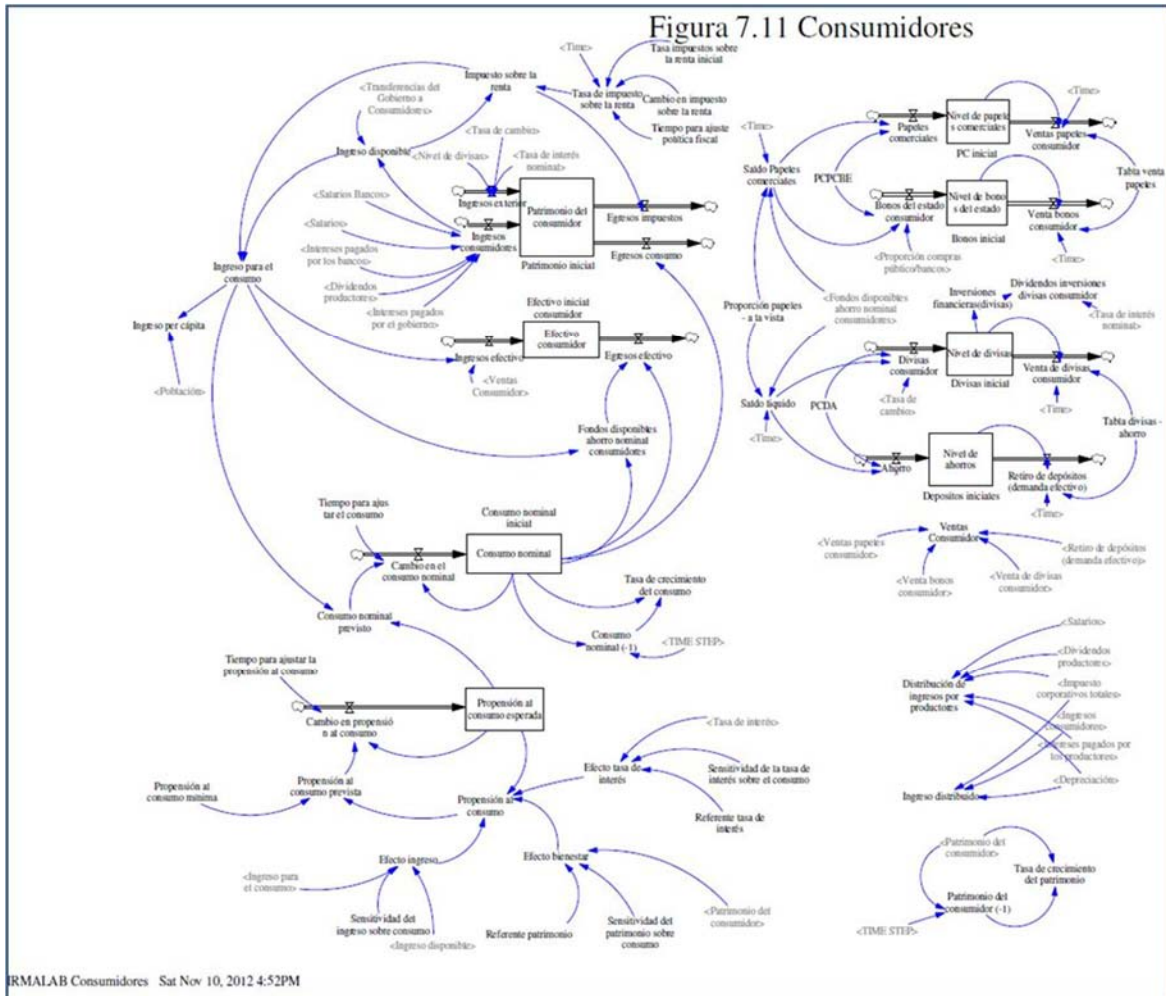 Figura 7.11 Consumidores
<Time>
Tasa impuestos sobre
la renta inicial
Impuesto sobre la
renta
<Transferencias del
Gobierno a
Consumidores>
Tasa de impuesto
sobre la renta
Cambio en impuesto
sobre la renta
Tiempo para ajuste
política fiscal
<Tasa de cambio>
Ingreso disponible
<Nivel de divisas>
<Tasa de interés
nominal>
Ingresos exterior
<Salarios Bancos>
Patrimonio del
consumidor
Egresos impuestos
<Salarios>
Ingresos
consumidores
Egresos consumo
<Intereses pagados
por los bancos>
Patrimonio inicial
Ingreso para el
consumo
<Dividendos
productores>
<Intereses pagados
por el gobierno>
Efectivo inicial
consumidor
Efectivo
consumidor
Ingreso per cápita
Ingresos efectivo
Egresos efectivo
<Ventas
Consumidor>
<Población>
Fondos disponibles
ahorro nominal
consumidores
<Time>
Papeles
comerciales
Nivel de papele
s comerciales
PC inicial
<Time>
Ventas papeles
consumidor
Saldo Papeles
comerciales
PCPCBE
Tabla venta
papeles
Bonos del estado
consumidor
Nivel de bono
s del estado
Bonos inicial
Venta bonos
consumidor
<Proporción compras
público/bancos>
<Time>
Proporción papeles
- a la vista
<Fondos disponibles
ahorro nominal
consumidores>
Inversiones
financieras(divisas)
Dividendos inversiones
divisas consumidor
<Tasa de interés
nominal>
Divisas
consumidor
Nivel de divisas
Divisas inicial
Venta de divisas
consumidor
<Tasa de
cambio>
<Time>
Saldo líquido
PCDA
<Time>
Tabla divisas -
ahorro
Ahorro
Nivel de
ahorros
Depositos iniciales
Retiro de depósitos
(demanda efectivo)
<Time>
Tiempo para ajus
tar el consumo
Consumo nominal
inicial
Cambio en el
consumo nominal
Consumo nominal
Tasa de crecimiento
del consumo
Consumo nominal
previsto
Consumo
nominal (-1)
<TIME STEP>
<Ventas papeles
consumidor>
Ventas
Consumidor
<Retiro de depósitos
(demanda efectivo)>
<Venta bonos
consumidor>
<Venta de divisas
consumidor>
Tiempo para ajustar la
propensión al consumo
Cambio en propensió
n al consumo
Propensión al
consumo esperada
<Salarios>
<Dividendos
productores>
Distribución de
ingresos por
productores
<Impuesto
corporativos totales>
<Ingresos
consumidores>
<Intereses pagados por
los productores>
<Depreciación>
Ingreso distribuido
<Tasa de interés>
Efecto tasa de
interés
Sensitividad de la tasa de
interés sobre el consumo
Referente tasa de
interés
Propensión al
consumo mínima
Propensión al
consumo prevista
Propensión al
consumo
Efecto ingreso
Efecto bienestar
<Ingreso para
el consumo>
Sensitividad del
ingreso sobre consumo
<Ingreso disponible>
Referente patrimonio
Sensitividad del
patrimonio sobre
consumo
<Patrimonio del
consumidor>
<Patrimonio del
consumidor>
Tasa de crecimiento
del patrimonio
Patrimonio del
consumidor (-1)
<TIME STEP>
IRMALAB Consumidores Sat Nov 10, 2012 4:52PM